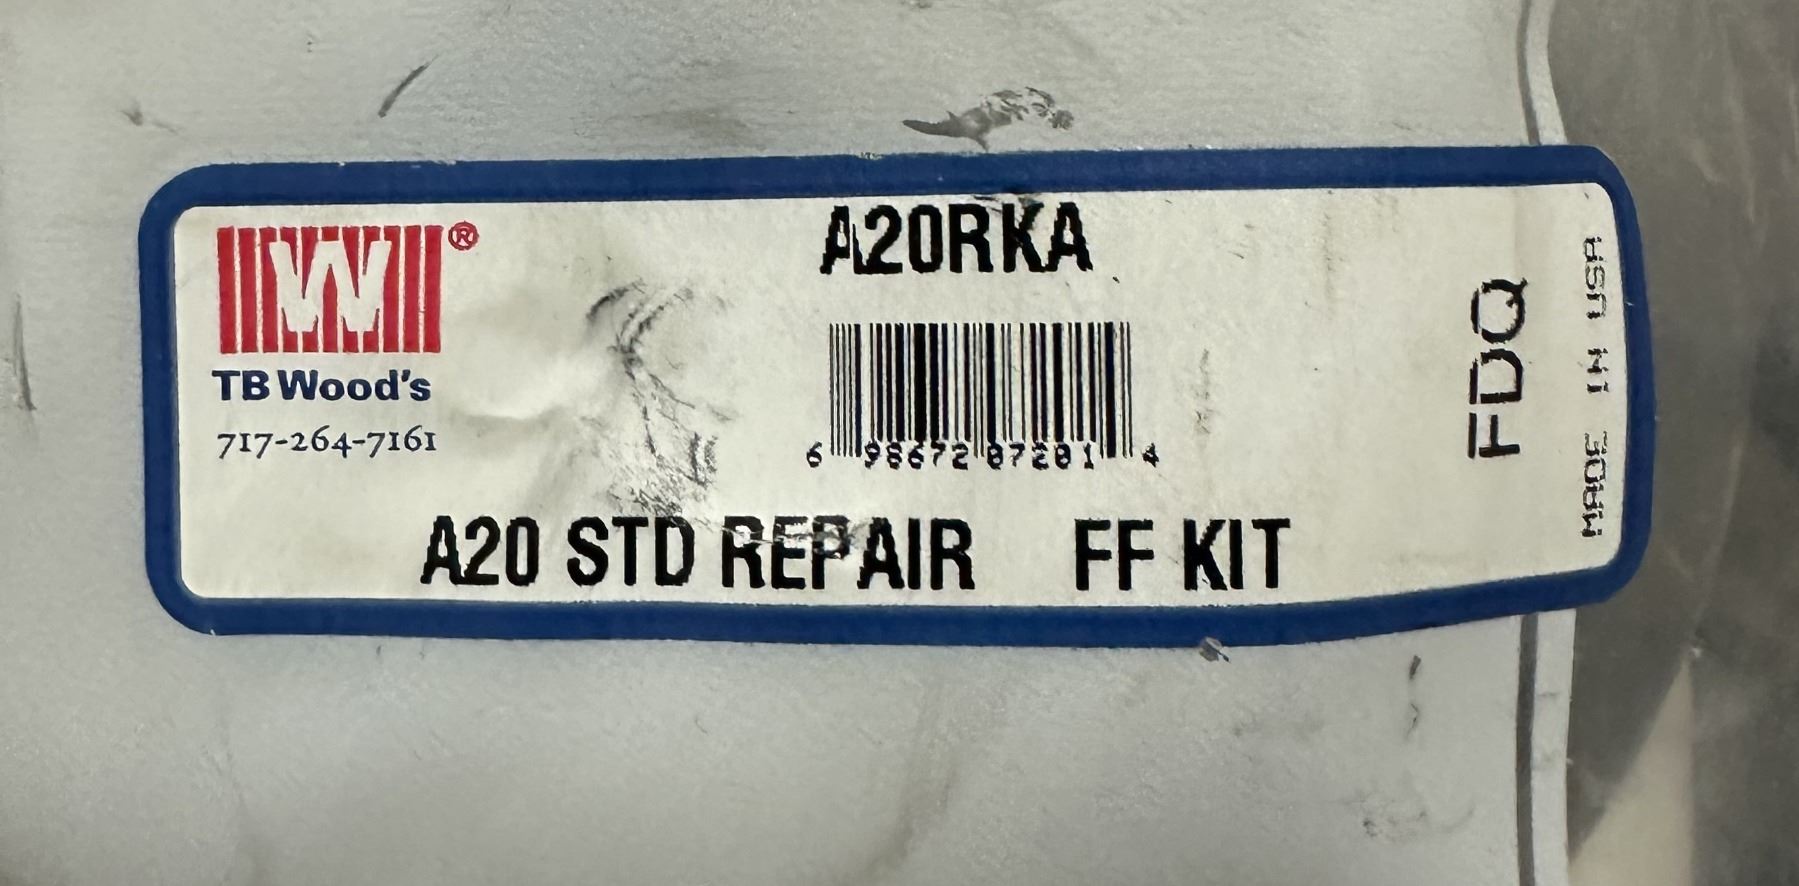 W®
TB Wood's
717-264-7161
A20RKA
6 98672 07201 4
A20 STD REPAIR FF KIT
FDQ
MADE IN USA